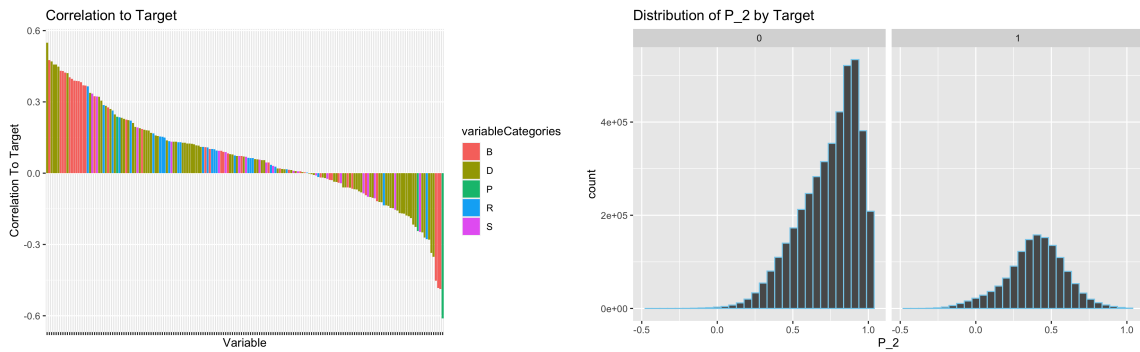 Correlation to Target
0.6
0.3
0.0
-0.3
-0.6
Correlation To Target
Variable
variableCategories
B
D
P
R
S
Distribution of P_2 by Target
0
1
4e+05
2e+05
0e+00
count
-0.5
0.0
0.5
1.0
-0.5
0.0
0.5
1.0
P_2